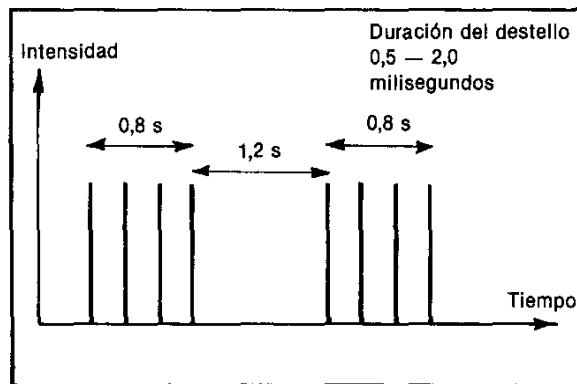 Duración del destello
0,5 — 2,0
milisegundos
Intensidad
0,8 s
1,2 s
0,8 s
Tiempo